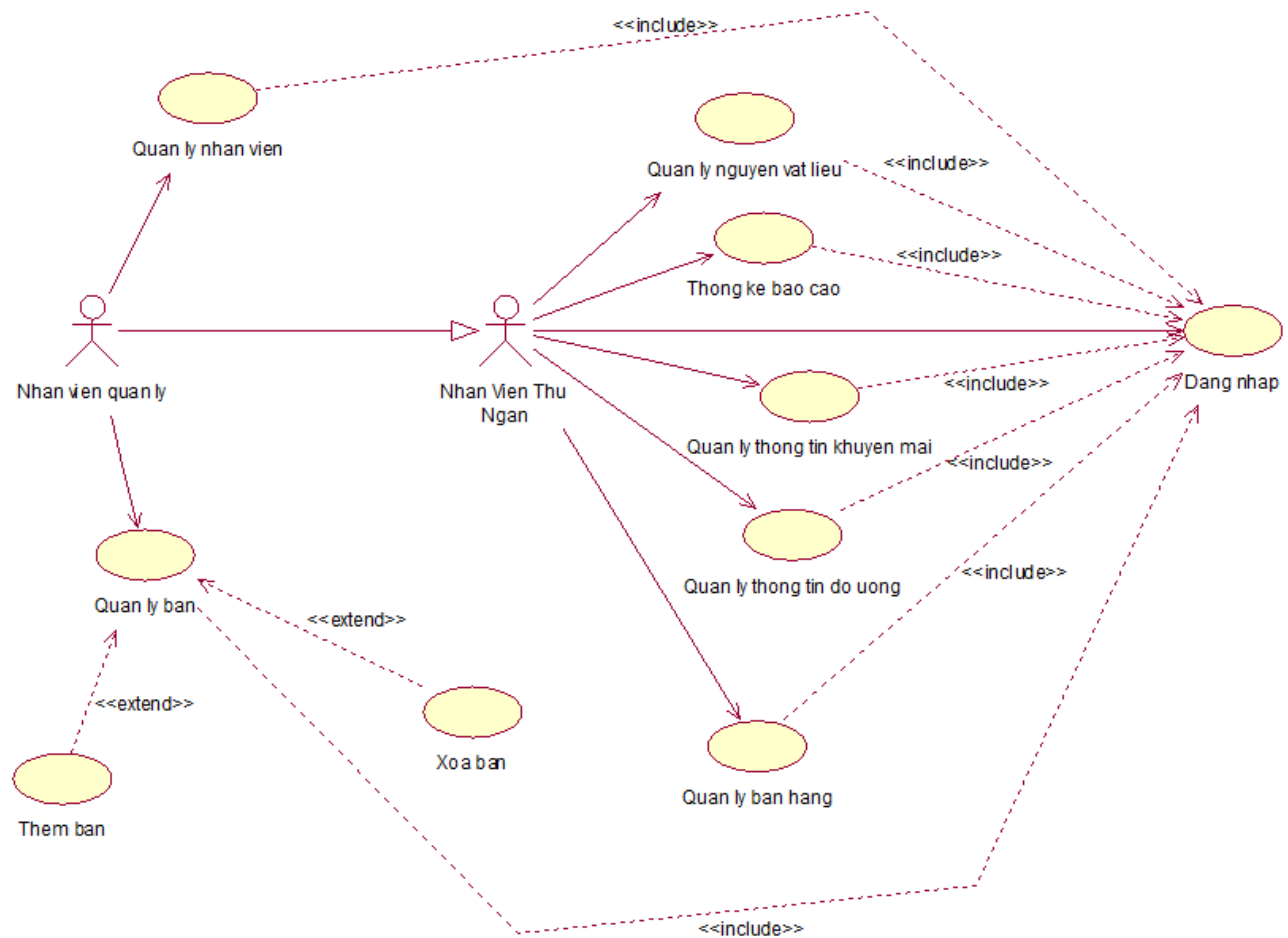 <<include>>
Quan ly nhan vien
Quan ly nguyen vat lieu
<<include>>
<<include>>
Thong ke bao cao
Nhan vien quan ly
Nhan Vien Thu
Ngan
<<include>>
Dang nhap
Quan ly thong tin khuyen mai
<<include>>
Quan ly thong tin do uong
<<include>>
Quan ly ban
<<extend>>
<<extend>>
Xoa ban
Quan ly ban hang
Them ban
<<include>>